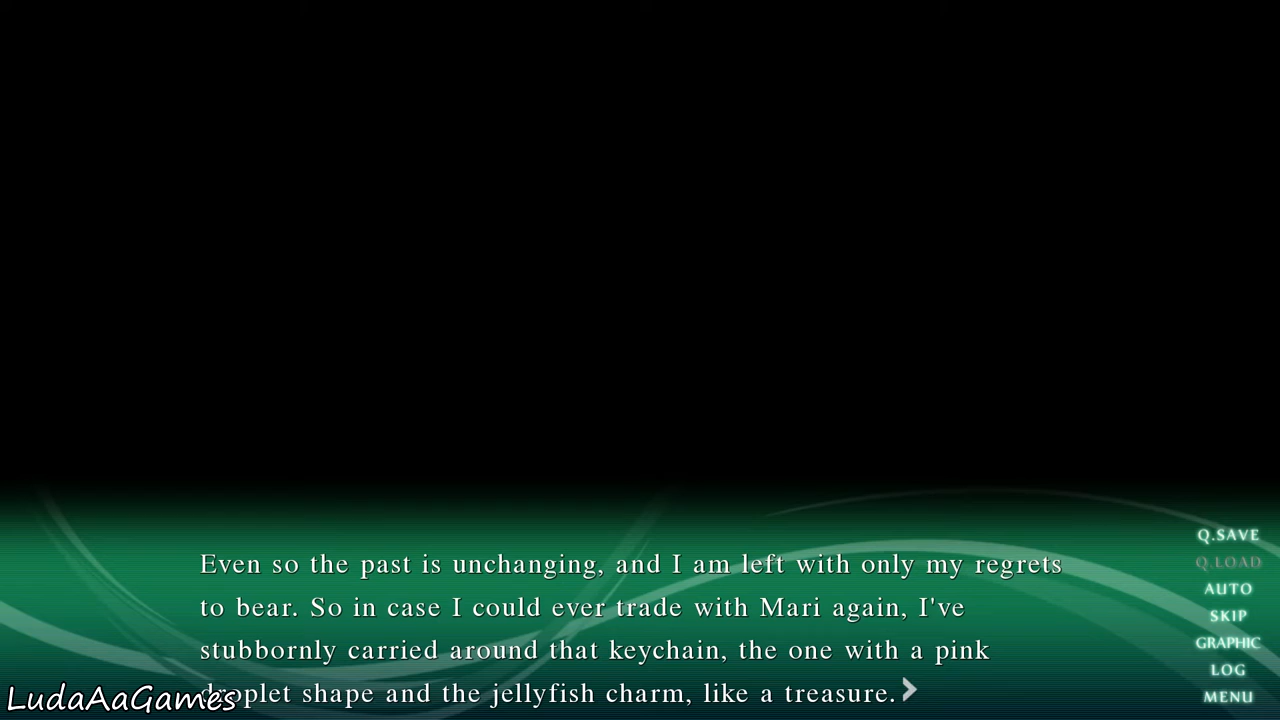 Even so the past is unchanging, and I am left with only my regrets
to bear. So in case I could ever trade with Mari again, I've
stubbornly carried around that keychain, the one with a pink
droplet shape and the jellyfish charm, like a treasure.
Q.SAVE
Q.LOAD
AUTO
SKIP
GRAPHIC
LOG
MENU
LudaAaGames